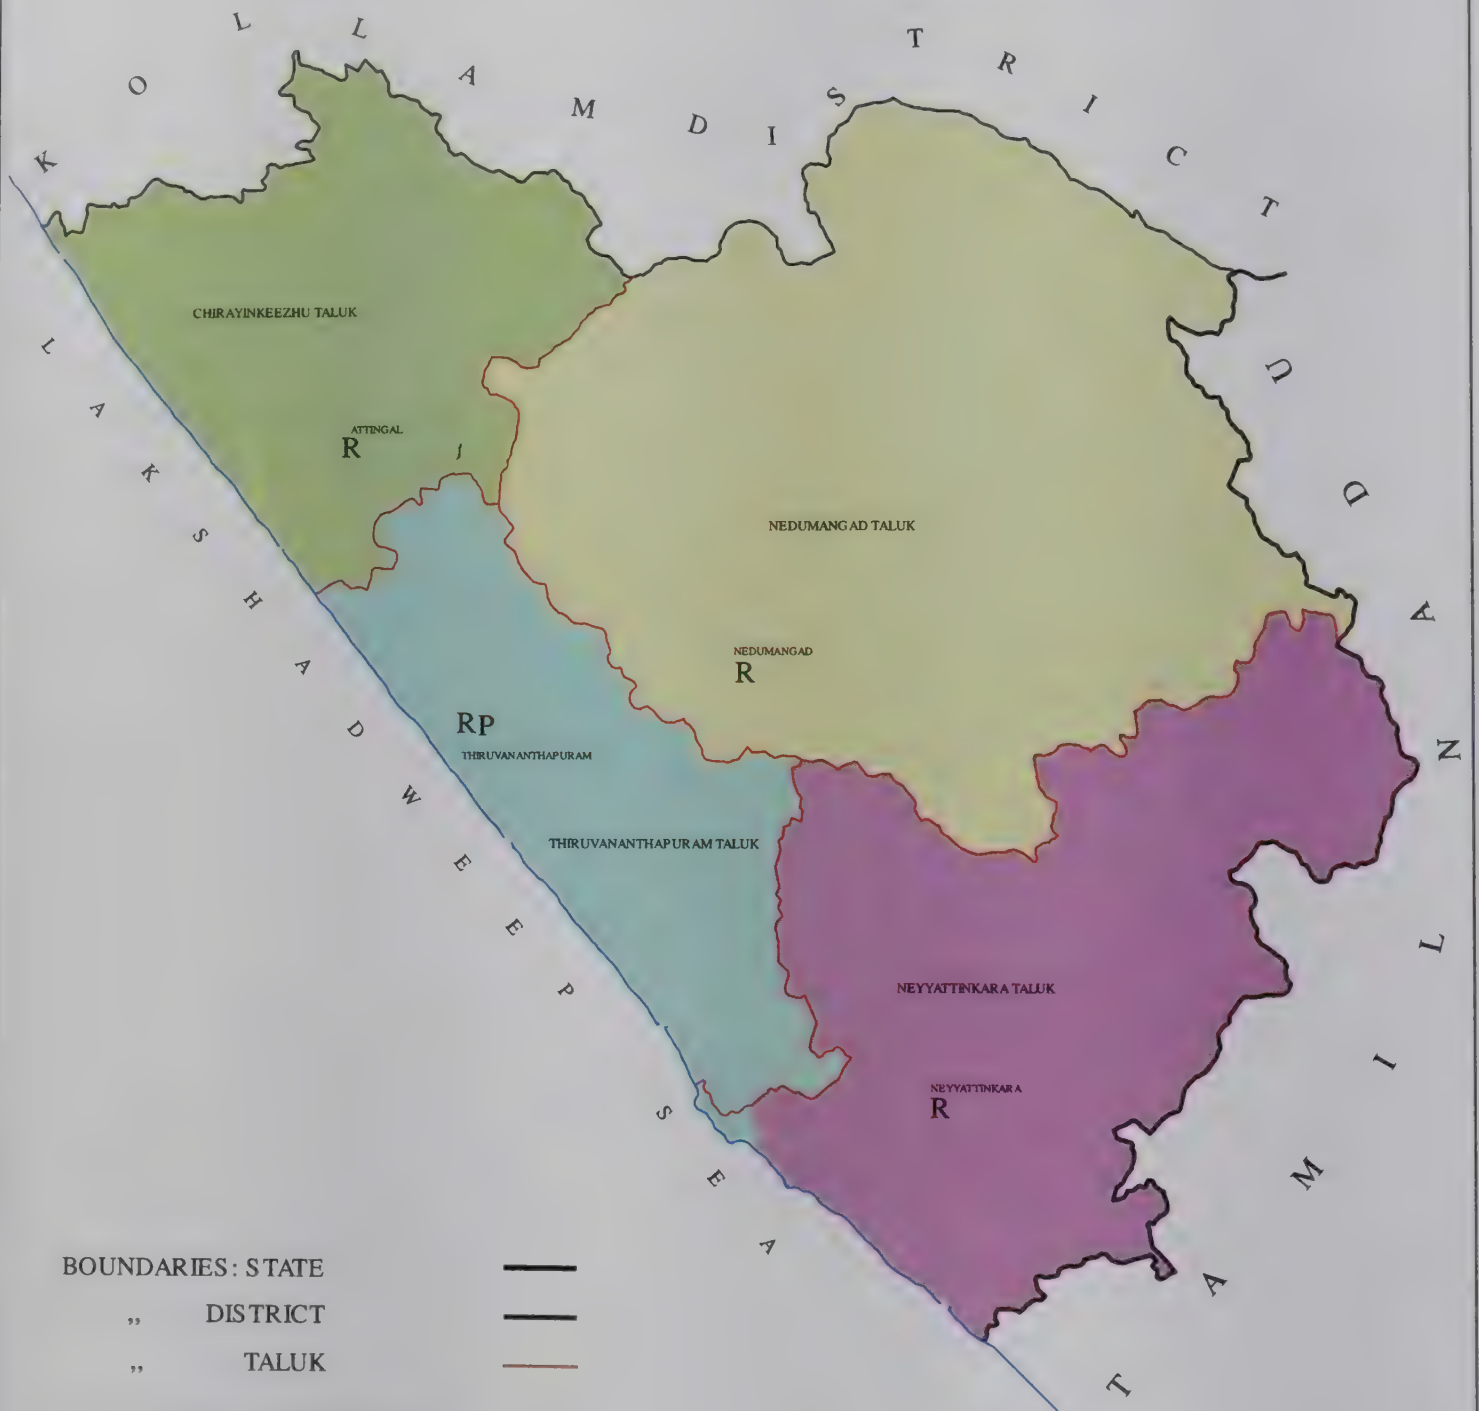 KOLLAM DISTRICT
CHIRAYINKEEZHU TALUK
ATTINGAL
R
NEDUMANGAD TALUK
NEDUMANGAD
R
RP
THIRUVANANTHAPURAM
THIRUVANANTHAPURAM TALUK
NEYYATTINKARA TALUK
NEYYATTINKARA
R
LAKSHADWEEP SEA
TAMIL NADU
BOUNDARIES: STATE
„ DISTRICT
„ TALUK